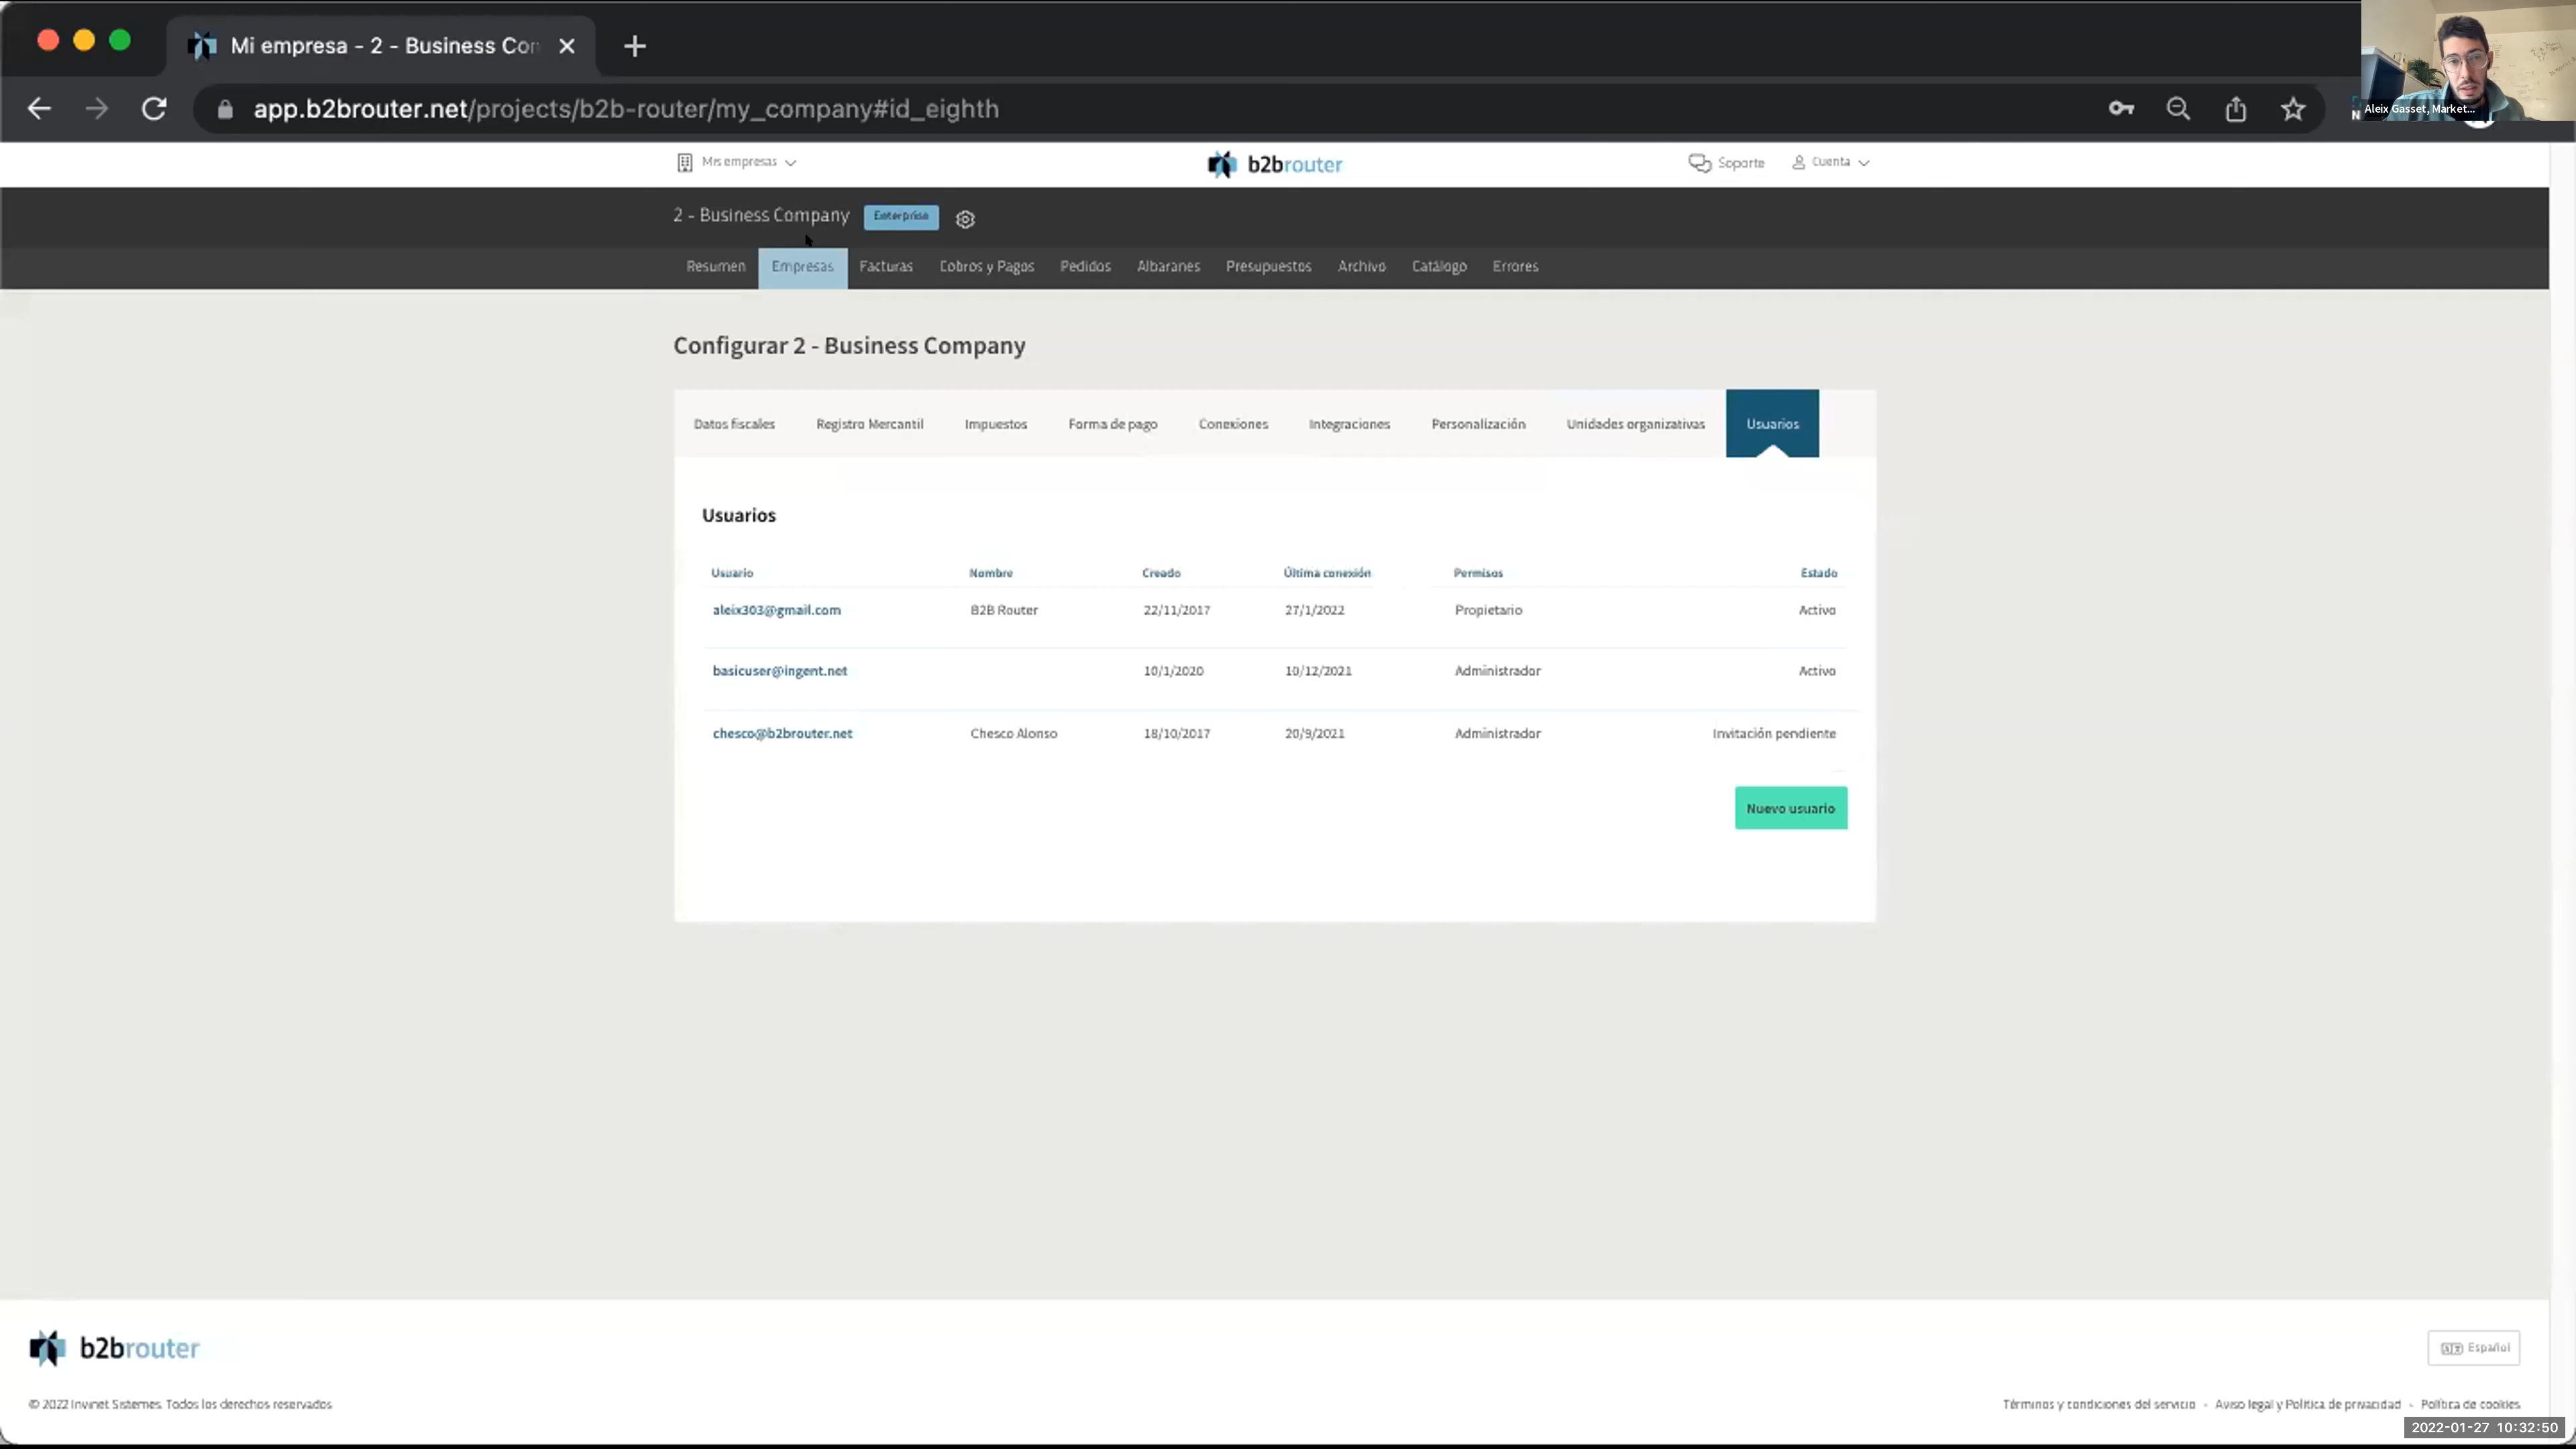 Mi empresa - 2 - Business Con
app.b2brouter.net/projects/b2b-router/my_company#id_eighth
Aleix Gasset, Market...
Mis empresas
b2brouter
Soporte
Cuenta
2 - Business Company
Enterprise
Resumen
Empresas
Facturas
Cobros y Pagos
Pedidos
Albaranes
Presupuestos
Archivo
Catálogo
Errores
Configurar 2 - Business Company
Datos fiscales
Registro Mercantil
Impuestos
Forma de pago
Conexiones
Integraciones
Personalización
Unidades organizativas
Usuarios
Usuarios
Usuario Nombre Creado Última conexión Permisos Estado
aleix303@gmail.com B2B Router 22/11/2017 27/1/2022 Propietario Activo
basicuser@ingent.net 10/1/2020 10/12/2021 Administrador Activo
chesco@b2brouter.net Chesco Alonso 18/10/2017 20/9/2021 Administrador Invitación pendiente
Nuevo usuario
b2brouter
Español
© 2022 Invinet Sistemes. Todos los derechos reservados
Términos y condiciones del servicio - Aviso legal y Política de privacidad - Política de cookies
2022-01-27 10:32:50